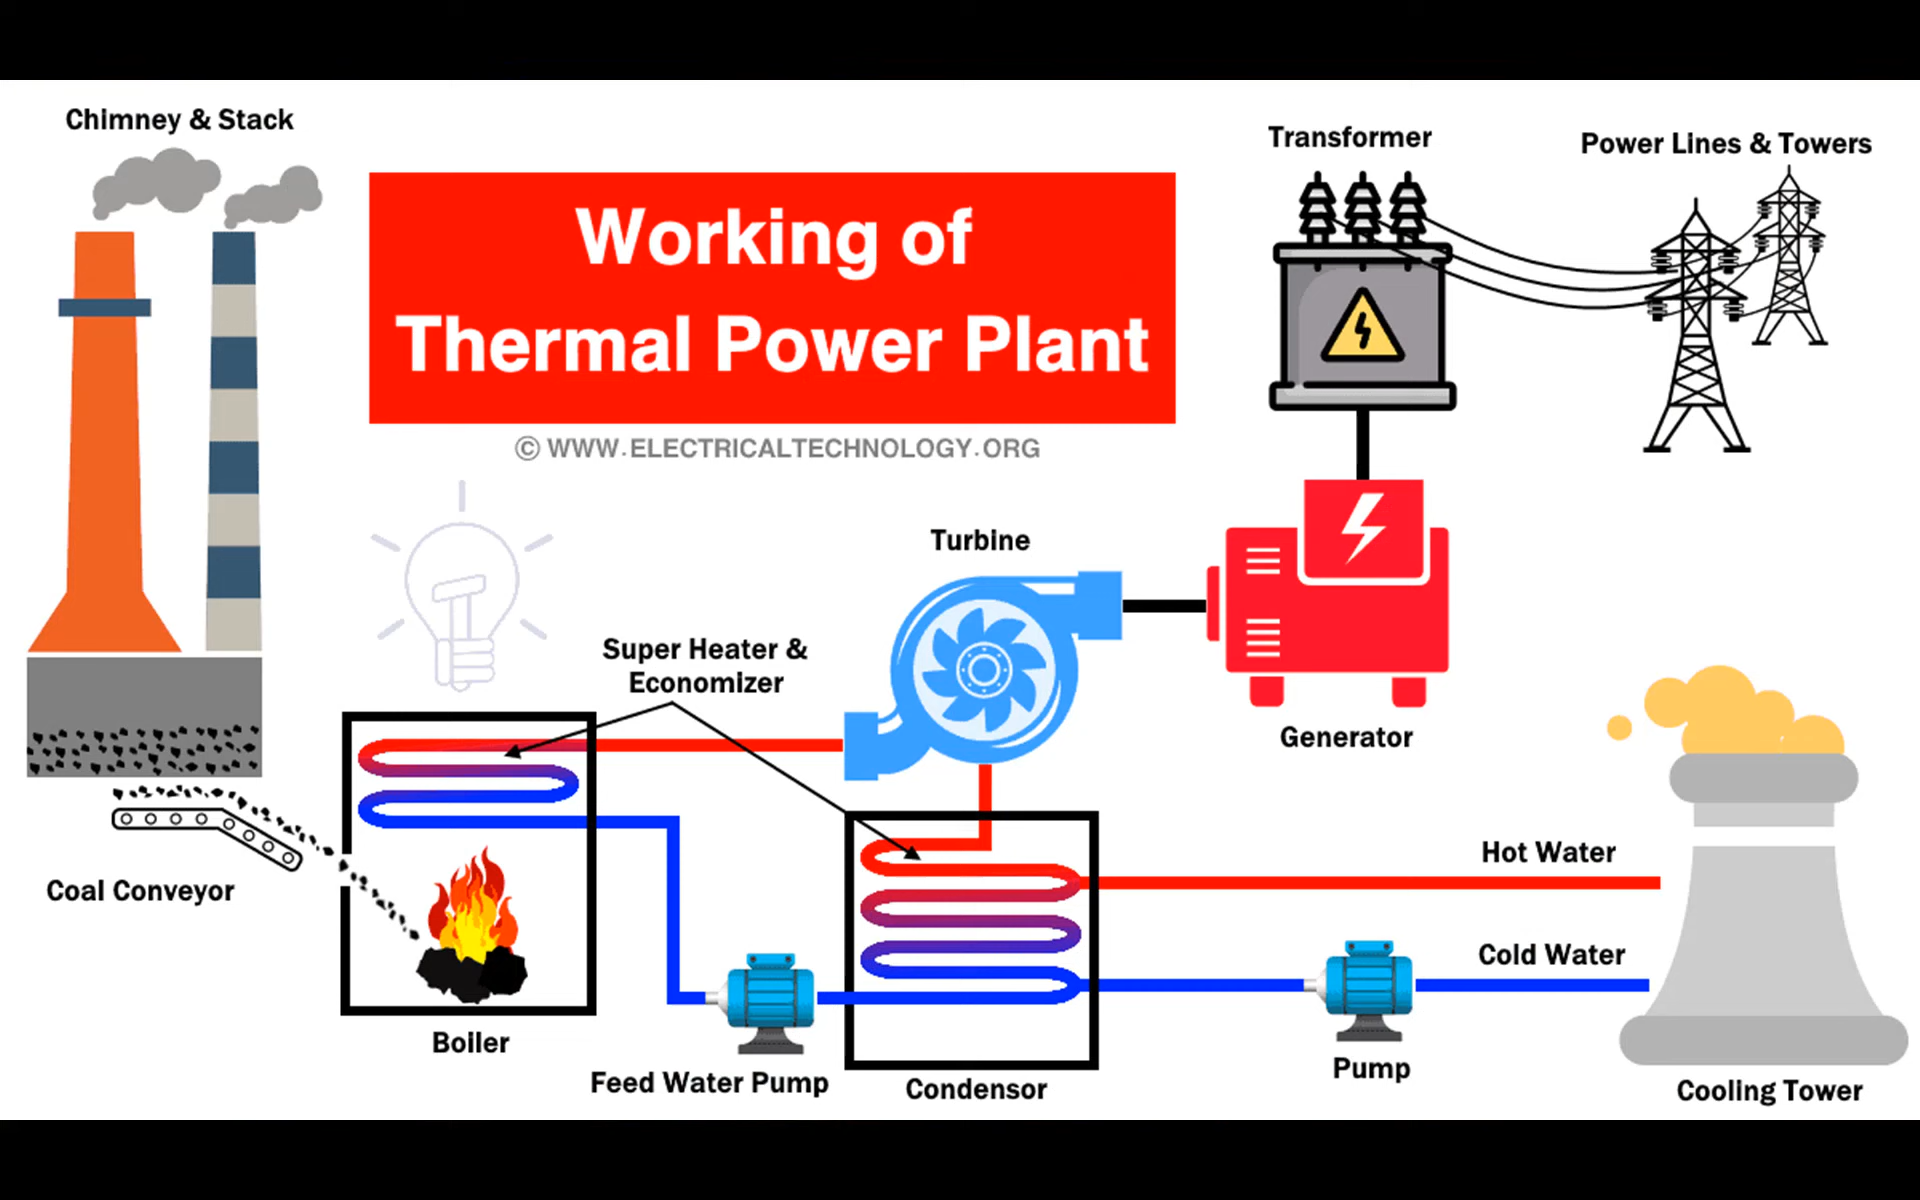 Chimney & Stack
Transformer
Power Lines & Towers
Working of
Thermal Power Plant
© WWW.ELECTRICALTECHNOLOGY.ORG
Turbine
Super Heater &
Economizer
Generator
Hot Water
Coal Conveyor
Cold Water
Boiler
Feed Water Pump
Condensor
Pump
Cooling Tower